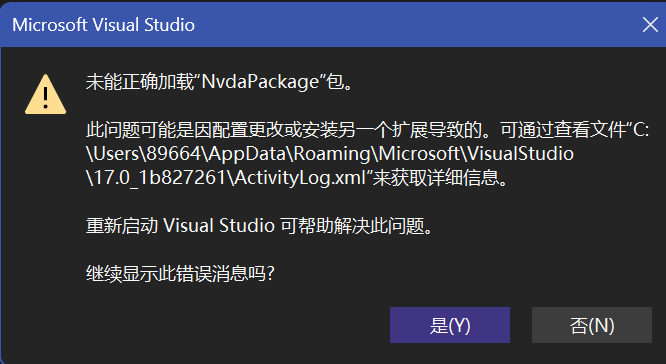 Microsoft Visual Studio
未能正确加载“NvdaPackage”包。
此问题可能是因配置更改或安装另一个扩展导致的。可通过查看文件“C:
\Users\89664\AppData\Roaming\Microsoft\VisualStudio
\17.0_1b827261\ActivityLog.xml”来获取详细信息。
重新启动 Visual Studio 可帮助解决此问题。
继续显示此错误消息吗?
是(Y)
否(N)